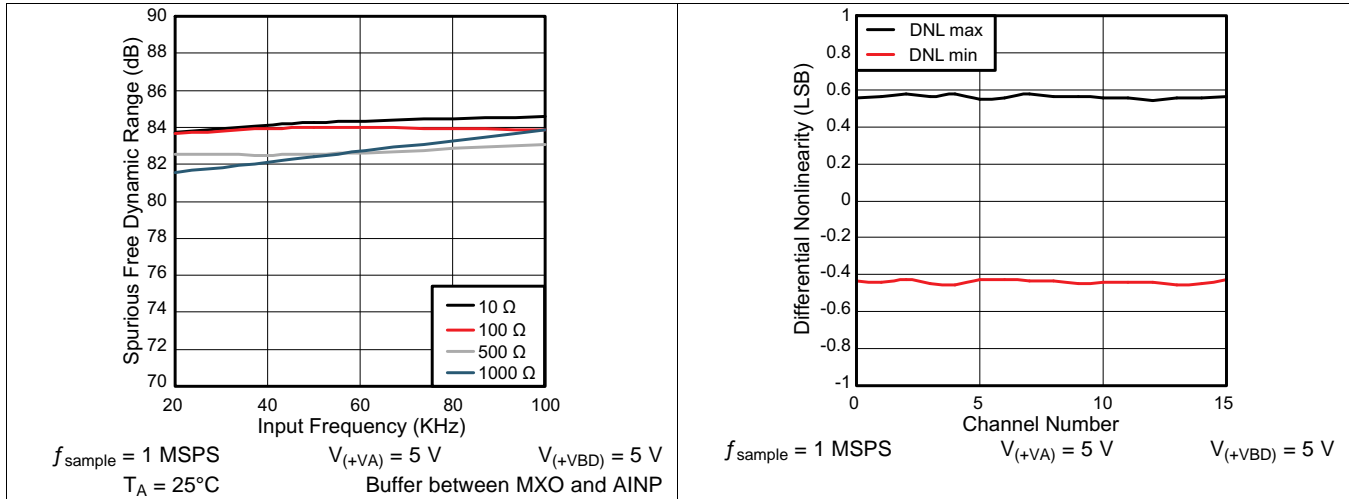 Spurious Free Dynamic Range (dB)
90
88
86
84
82
80
78
76
74
72
70
10 Ω
100 Ω
500 Ω
1000 Ω
20 40 60 80 100
Input Frequency (KHz)
ƒsample = 1 MSPS V(+VA) = 5 V V(+VBD) = 5 V
TA = 25°C Buffer between MXO and AINP
Differential Nonlinearity (LSB)
1
0.8
0.6
0.4
0.2
0
-0.2
-0.4
-0.6
-0.8
-1
DNL max
DNL min
0 5 10 15
Channel Number
ƒsample = 1 MSPS V(+VA) = 5 V V(+VBD) = 5 V